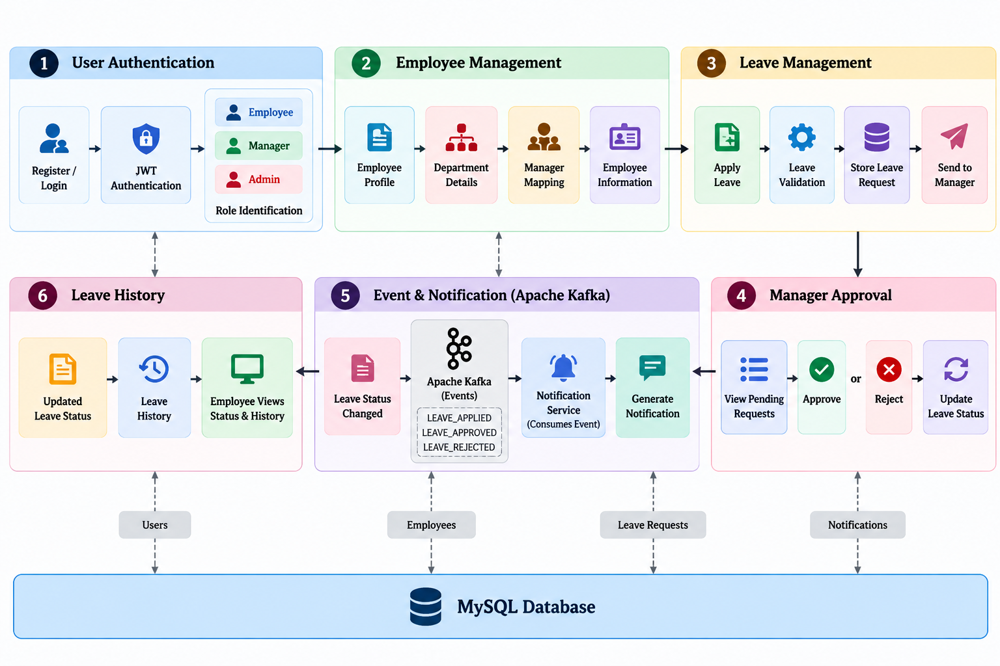 1 User Authentication
Register /
Login
JWT
Authentication
Employee
Manager
Admin
Role Identification
2 Employee Management
Employee
Profile
Department
Details
Manager
Mapping
Employee
Information
3 Leave Management
Apply
Leave
Leave
Validation
Store Leave
Request
Send to
Manager
6 Leave History
Updated
Leave Status
Leave
History
Employee Views
Status & History
5 Event & Notification (Apache Kafka)
Leave Status
Changed
Apache Kafka
(Events)
LEAVE_APPLIED
LEAVE_APPROVED
LEAVE_REJECTED
Notification
Service
(Consumes Event)
Generate
Notification
4 Manager Approval
View Pending
Requests
Approve
or
Reject
Update
Leave Status
Users
Employees
Leave Requests
Notifications
MySQL Database